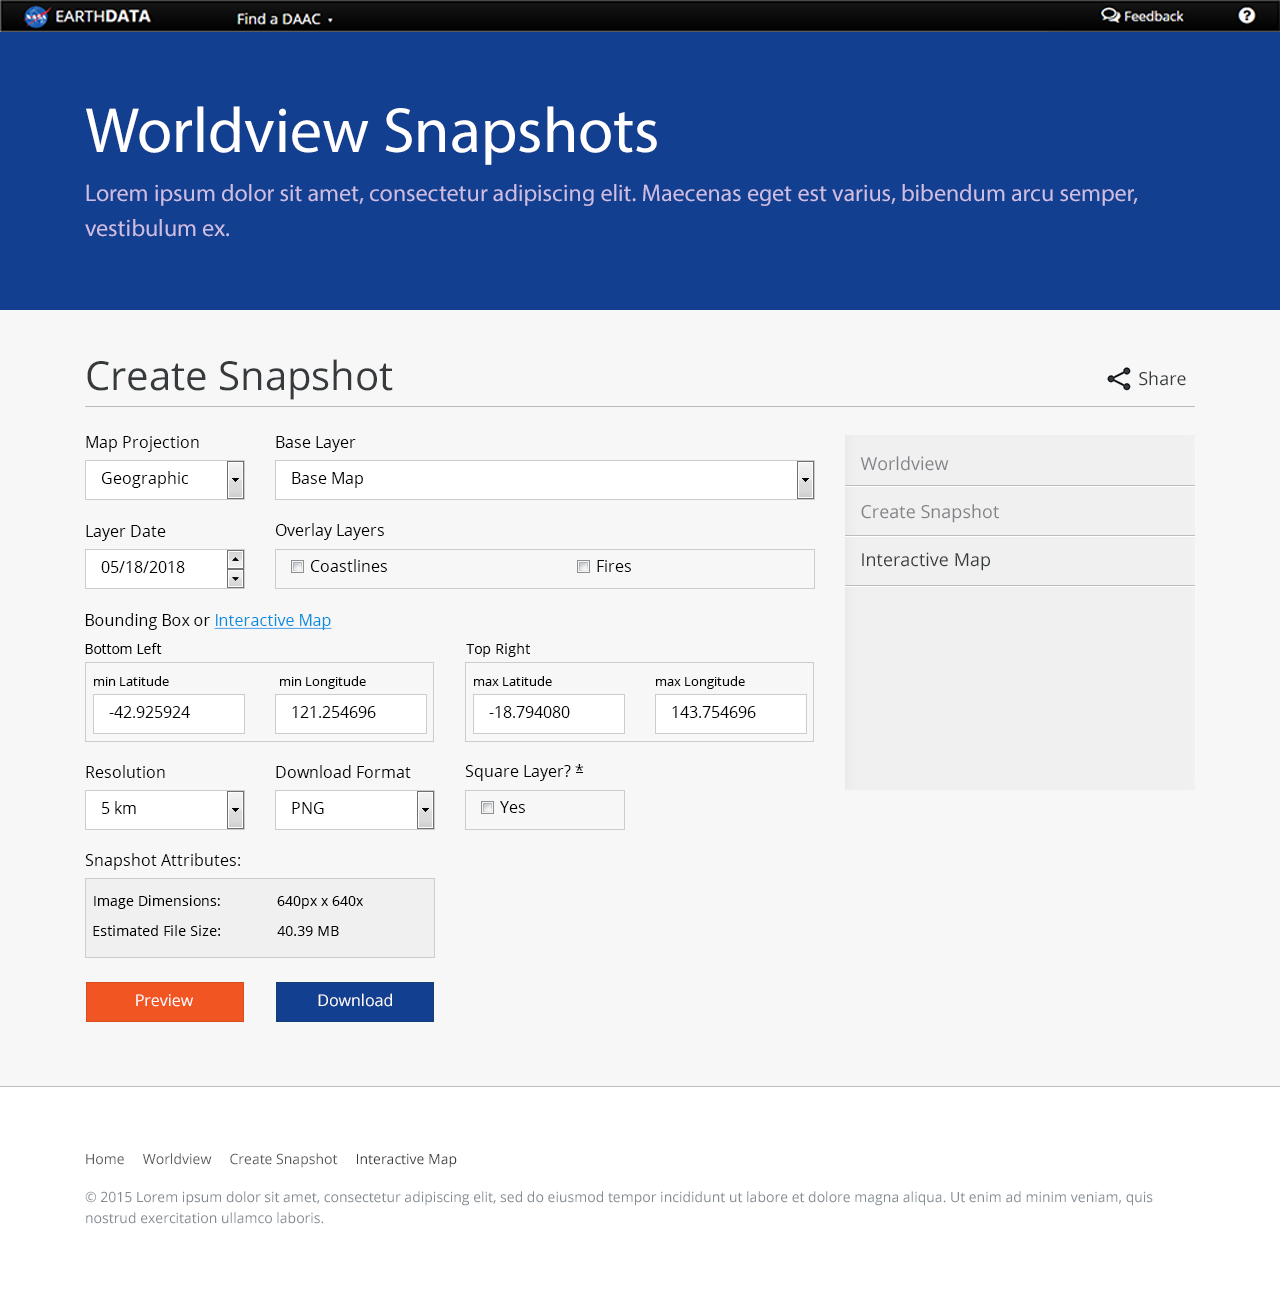 EARTHDATA Find a DAAC Feedback ?
Worldview Snapshots
Lorem ipsum dolor sit amet, consectetur adipiscing elit. Maecenas eget est varius, bibendum arcu semper,
vestibulum ex.
Create Snapshot
Share
Map Projection
Base Layer
Geographic
Base Map
Layer Date
Overlay Layers
05/18/2018
Coastlines
Fires
Bounding Box or Interactive Map
Bottom Left
Top Right
min Latitude
min Longitude
max Latitude
max Longitude
-42.925924
121.254696
-18.794080
143.754696
Resolution
Download Format
Square Layer? *
5 km
PNG
Yes
Snapshot Attributes:
Image Dimensions: 640px x 640x
Estimated File Size: 40.39 MB
Preview
Download
Worldview
Create Snapshot
Interactive Map
Home Worldview Create Snapshot Interactive Map
© 2015 Lorem ipsum dolor sit amet, consectetur adipiscing elit, sed do eiusmod tempor incididunt ut labore et dolore magna aliqua. Ut enim ad minim veniam, quis
nostrud exercitation ullamco laboris.